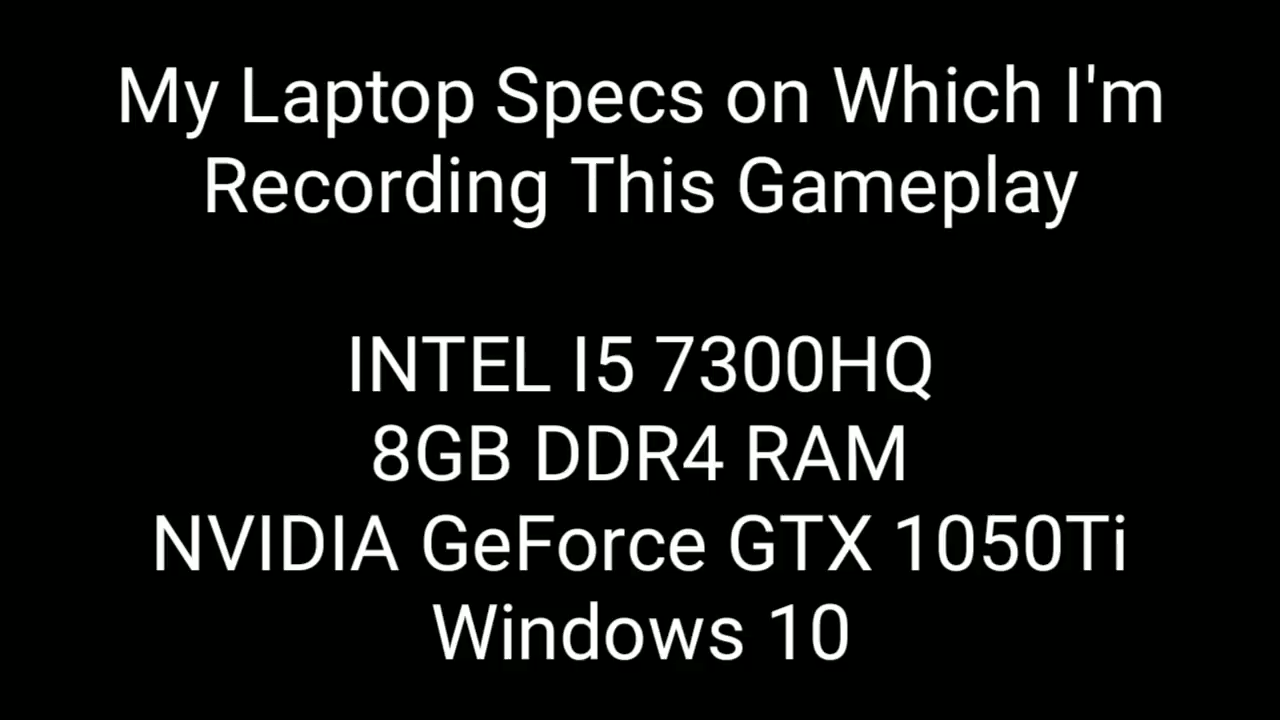 My Laptop Specs on Which I'm
Recording This Gameplay
INTEL I5 7300HQ
8GB DDR4 RAM
NVIDIA GeForce GTX 1050Ti
Windows 10